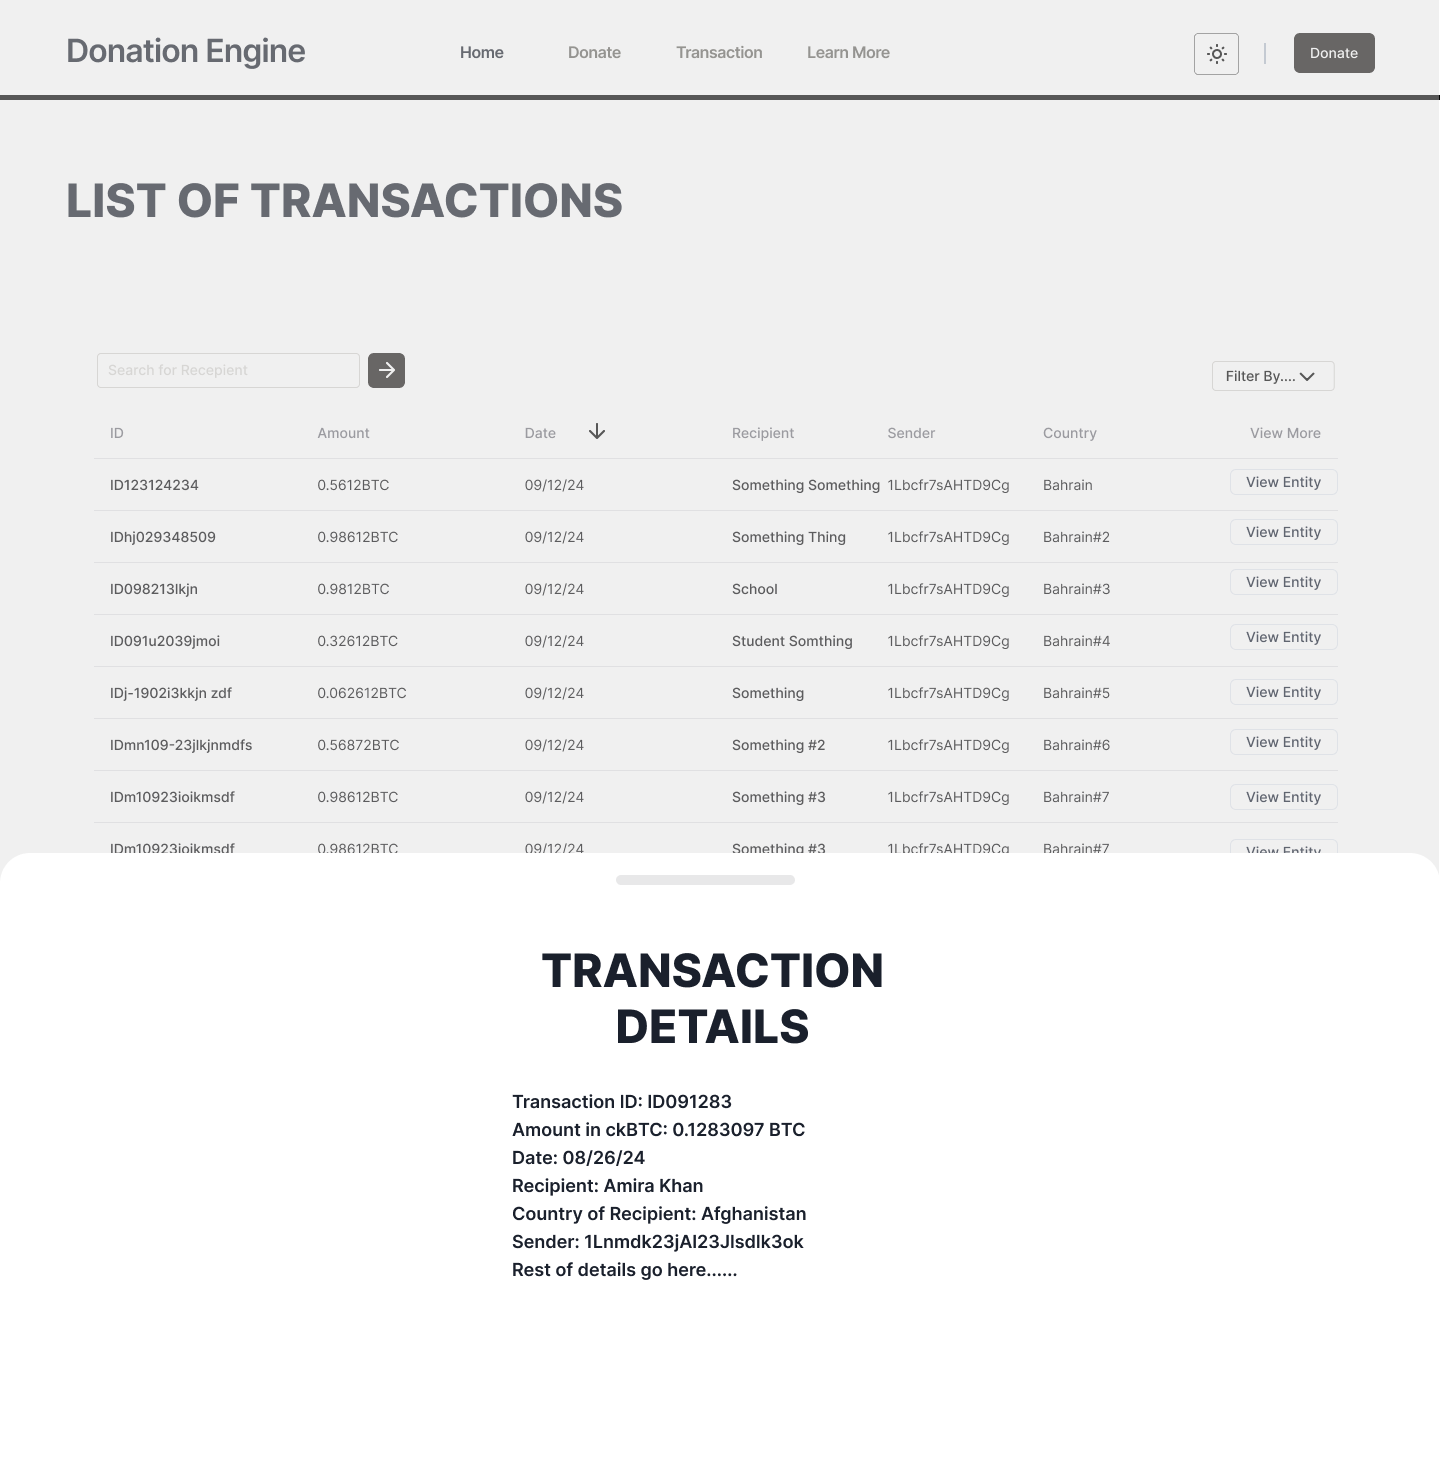 Donation Engine
Home Donate Transaction Learn More
Donate
LIST OF TRANSACTIONS
Search for Recepient
Filter By....
ID Amount Date Recipient Sender Country View More
ID123124234 0.5612BTC 09/12/24 Something Something 1Lbcfr7sAHTD9Cg Bahrain View Entity
IDhj029348509 0.98612BTC 09/12/24 Something Thing 1Lbcfr7sAHTD9Cg Bahrain#2 View Entity
ID098213lkjn 0.9812BTC 09/12/24 School 1Lbcfr7sAHTD9Cg Bahrain#3 View Entity
ID091u2039jmoi 0.32612BTC 09/12/24 Student Somthing 1Lbcfr7sAHTD9Cg Bahrain#4 View Entity
IDj-1902i3kkjn zdf 0.062612BTC 09/12/24 Something 1Lbcfr7sAHTD9Cg Bahrain#5 View Entity
IDmn109-23jlkjnmdfs 0.56872BTC 09/12/24 Something #2 1Lbcfr7sAHTD9Cg Bahrain#6 View Entity
IDm10923ioikmsdf 0.98612BTC 09/12/24 Something #3 1Lbcfr7sAHTD9Cg Bahrain#7 View Entity
IDm10923ioikmsdf 0.98612BTC 09/12/24 Something #3 1Lbcfr7sAHTD9Cg Bahrain#7 View Entity
TRANSACTION
DETAILS
Transaction ID: ID091283
Amount in ckBTC: 0.1283097 BTC
Date: 08/26/24
Recipient: Amira Khan
Country of Recipient: Afghanistan
Sender: 1Lnmdk23jAl23JIsdlk3ok
Rest of details go here......